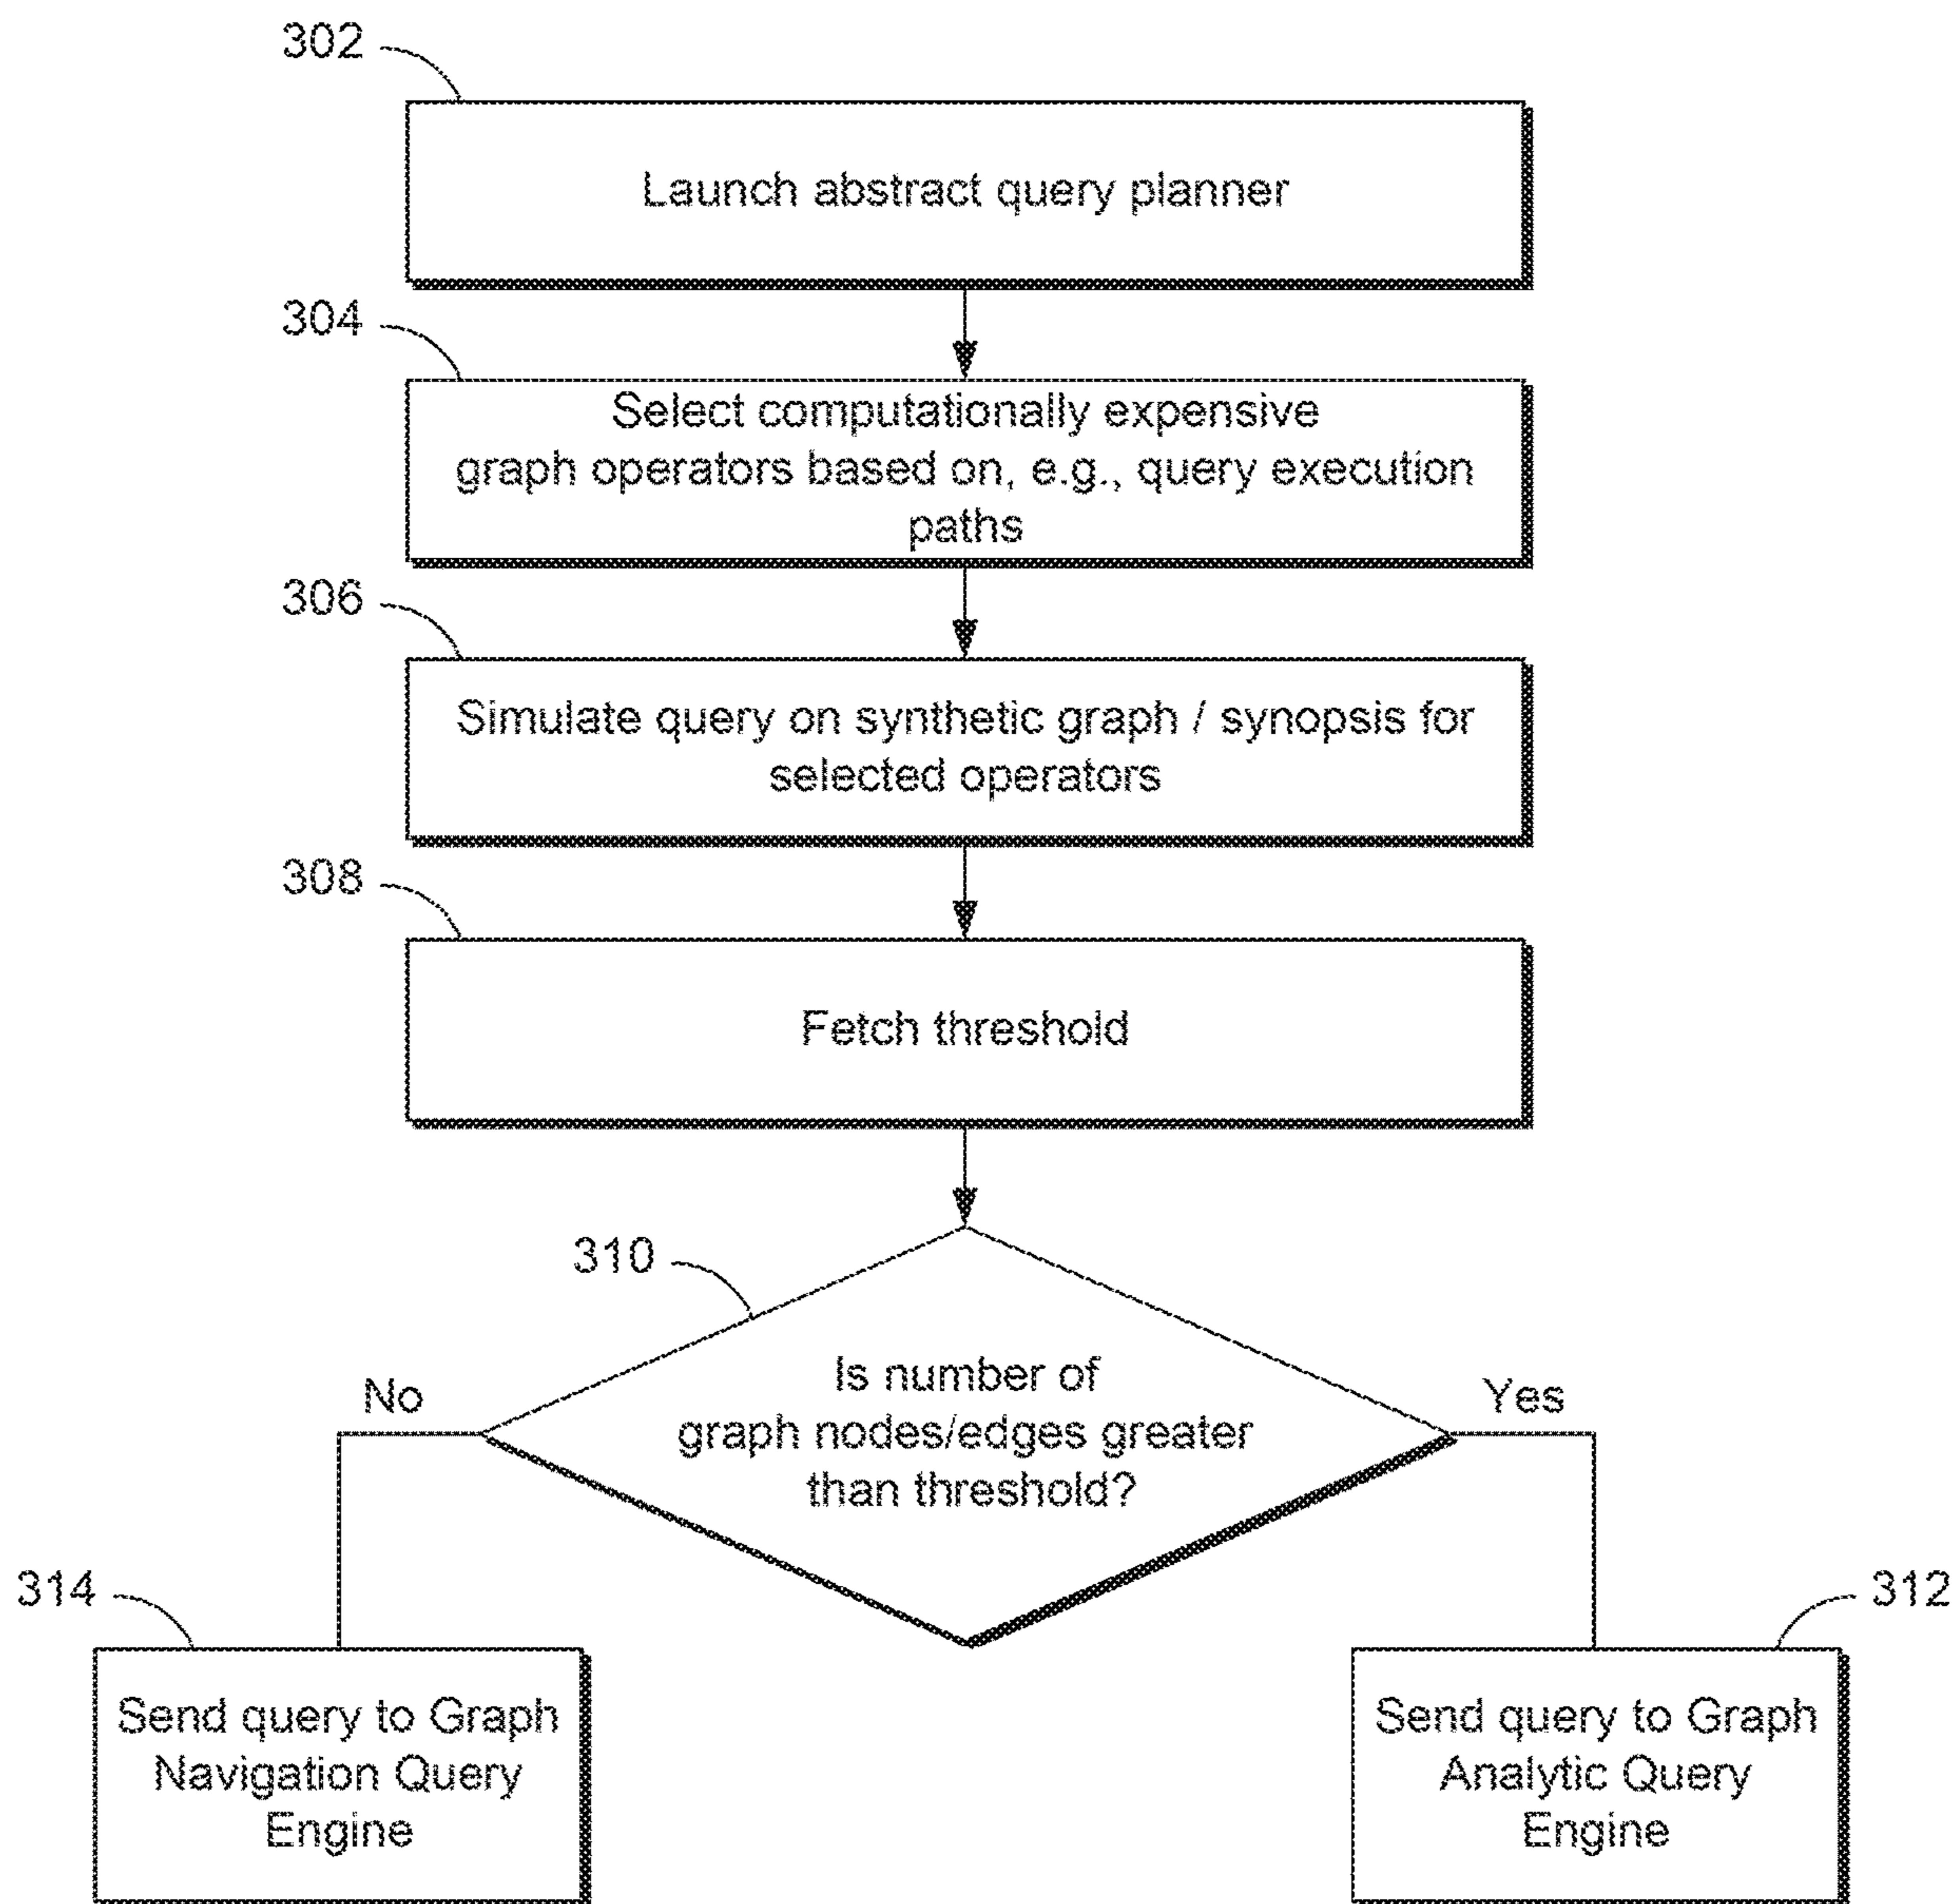 302
Launch abstract query planner
304
Select computationally expensive
graph operators based on, e.g., query execution
paths
306
Simulate query on synthetic graph / synopsis for
selected operators
308
Fetch threshold
310
Is number of
graph nodes/edges greater
than threshold?
No
Yes
314
312
Send query to Graph
Navigation Query
Engine
Send query to Graph
Analytic Query
Engine